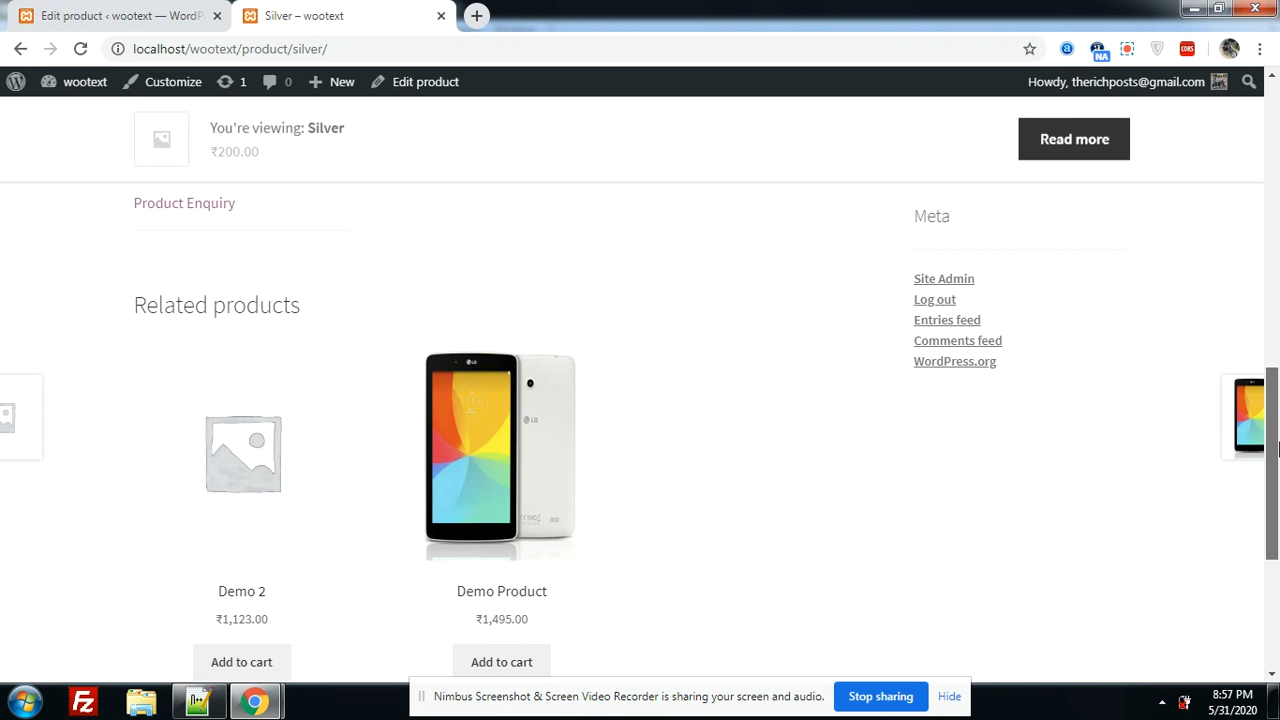 Edit product ‹ wootext — WordP
Silver – wootext
localhost/wootext/product/silver/
NA
CORS
wootext
Customize
1
0
New
Edit product
Howdy, therichposts@gmail.com
You're viewing: Silver
₹200.00
Read more
Product Enquiry
Meta
Site Admin
Log out
Entries feed
Comments feed
WordPress.org
Related products
LG
LG
Demo 2
₹1,123.00
Add to cart
Demo Product
₹1,495.00
Add to cart
Nimbus Screenshot & Screen Video Recorder is sharing your screen and audio.
Stop sharing
Hide
8:57 PM
5/31/2020